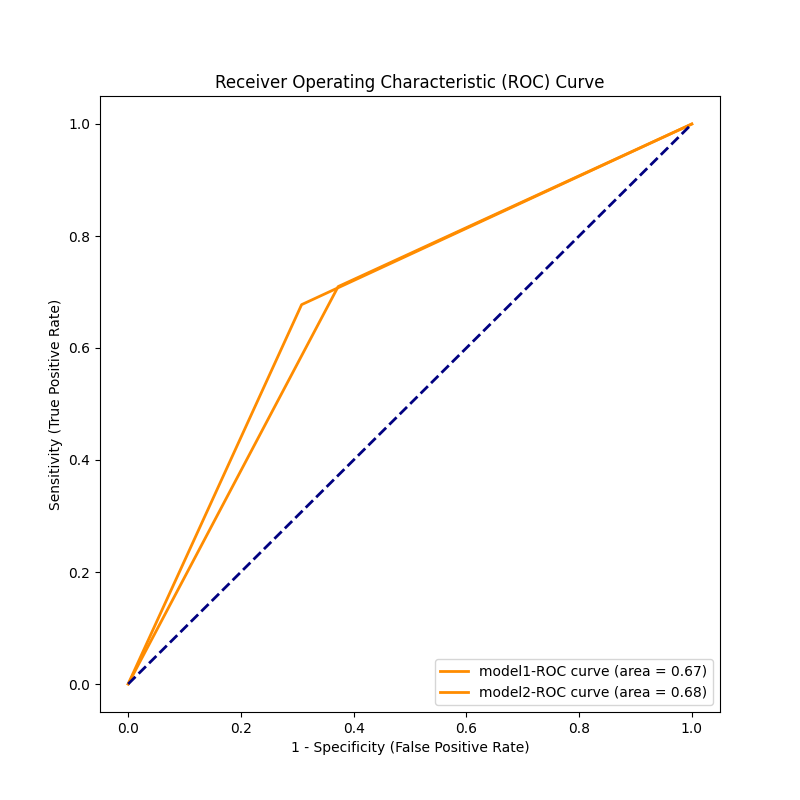 Receiver Operating Characteristic (ROC) Curve
1.0
0.8
0.6
0.4
0.2
0.0
Sensitivity (True Positive Rate)
model1-ROC curve (area = 0.67)
model2-ROC curve (area = 0.68)
0.0 0.2 0.4 0.6 0.8 1.0
1 - Specificity (False Positive Rate)